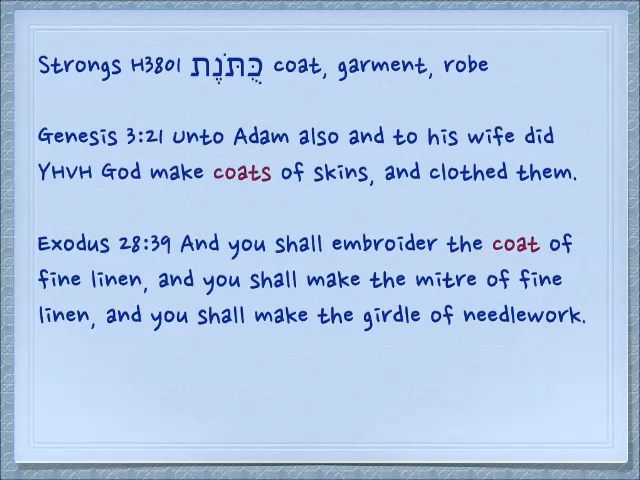 Strongs H3801 כֻּתֹּנֶת coat, garment, robe
Genesis 3:21 Unto Adam also and to his wife did
YHVH God make coats of skins, and clothed them.
Exodus 28:39 And you shall embroider the coat of
fine linen, and you shall make the mitre of fine
linen, and you shall make the girdle of needlework.